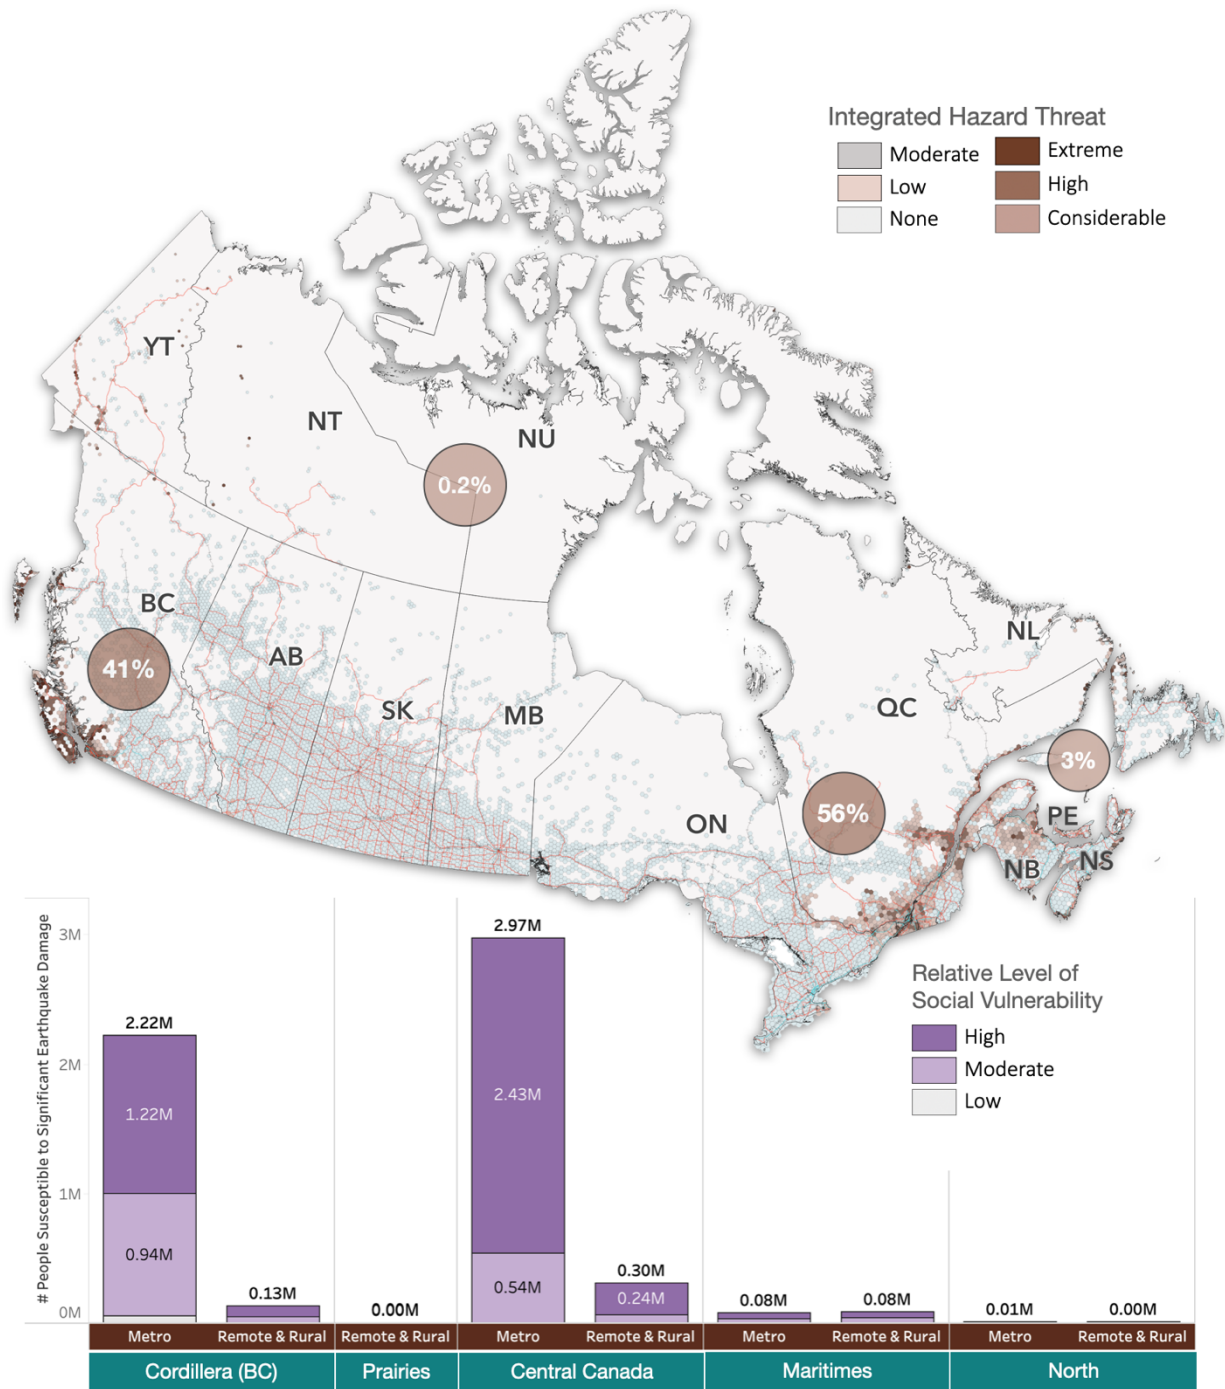 Integrated Hazard Threat
Moderate
Extreme
Low
High
None
Considerable
YT
NT
NU
0.2%
BC
NL
41%
AB
SK
MB
QC
3%
56%
ON
PE
NB
NS
# People Susceptible to Significant Earthquake Damage
3M
2M
1M
0M
2.22M
1.22M
0.94M
0.13M
0.00M
2.97M
2.43M
0.54M
0.30M
0.24M
0.08M
0.08M
0.01M
0.00M
Relative Level of
Social Vulnerability
High
Moderate
Low
Metro
Remote & Rural
Remote & Rural
Metro
Remote & Rural
Metro
Remote & Rural
Metro
Remote & Rural
Cordillera (BC)
Prairies
Central Canada
Maritimes
North